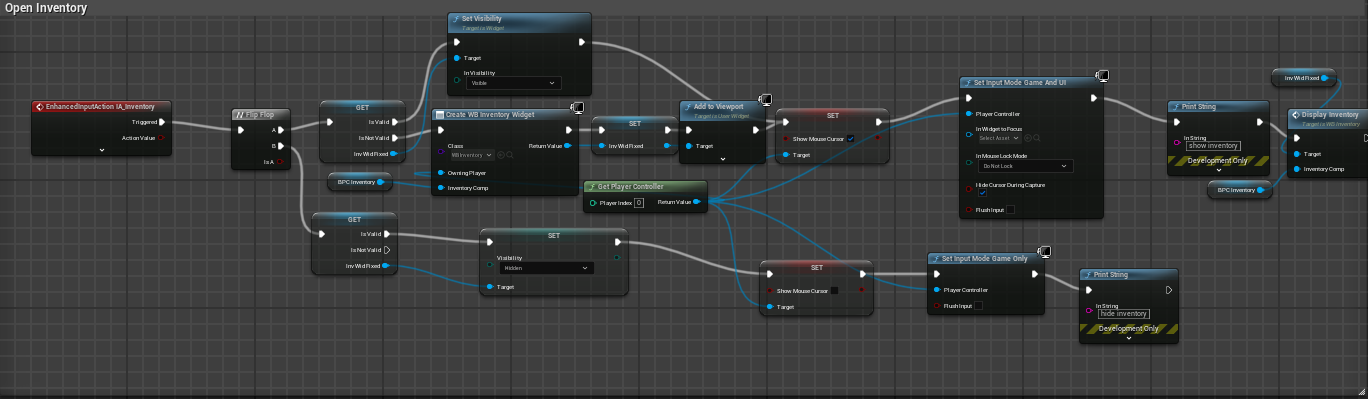 Open Inventory
Set Visibility
Target is Widget
Target
In Visibility
Visible
EnhancedInputAction IA_Inventory
Triggered
Action Value
Flip Flop
A
B
Is A
GET
Is Valid
Is Not Valid
Inv Wid Fixed
BPC Inventory
Create WB Inventory Widget
Class
WB Inventory
Return Value
Owning Player
Inventory Comp
SET
Inv Wid Fixed
Add to Viewport
Target is User Widget
Target
SET
Show Mouse Cursor
Target
Get Player Controller
Player Index
0
Return Value
Set Input Mode Game And UI
Player Controller
In Widget to Focus
Select Asset
In Mouse Lock Mode
Do Not Lock
Hide Cursor During Capture
Flush Input
Print String
In String
show inventory
Development Only
Inv Wid Fixed
Display Inventory
Target is WB Inventory
Target
Inventory Comp
BPC Inventory
GET
Is Valid
Is Not Valid
Inv Wid Fixed
SET
Visibility
Hidden
Target
SET
Show Mouse Cursor
Target
Set Input Mode Game Only
Player Controller
Flush Input
Print String
In String
hide inventory
Development Only